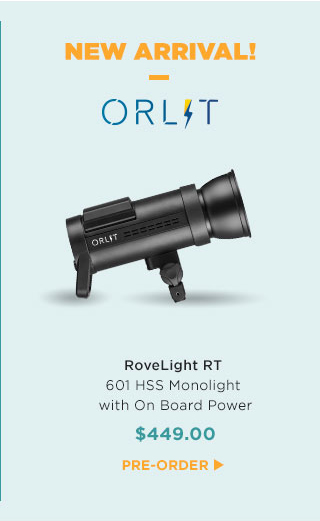 NEW ARRIVAL!
ORLIT
ORLIT
RoveLight RT
601 HSS Monolight
with On Board Power
$449.00
PRE-ORDER